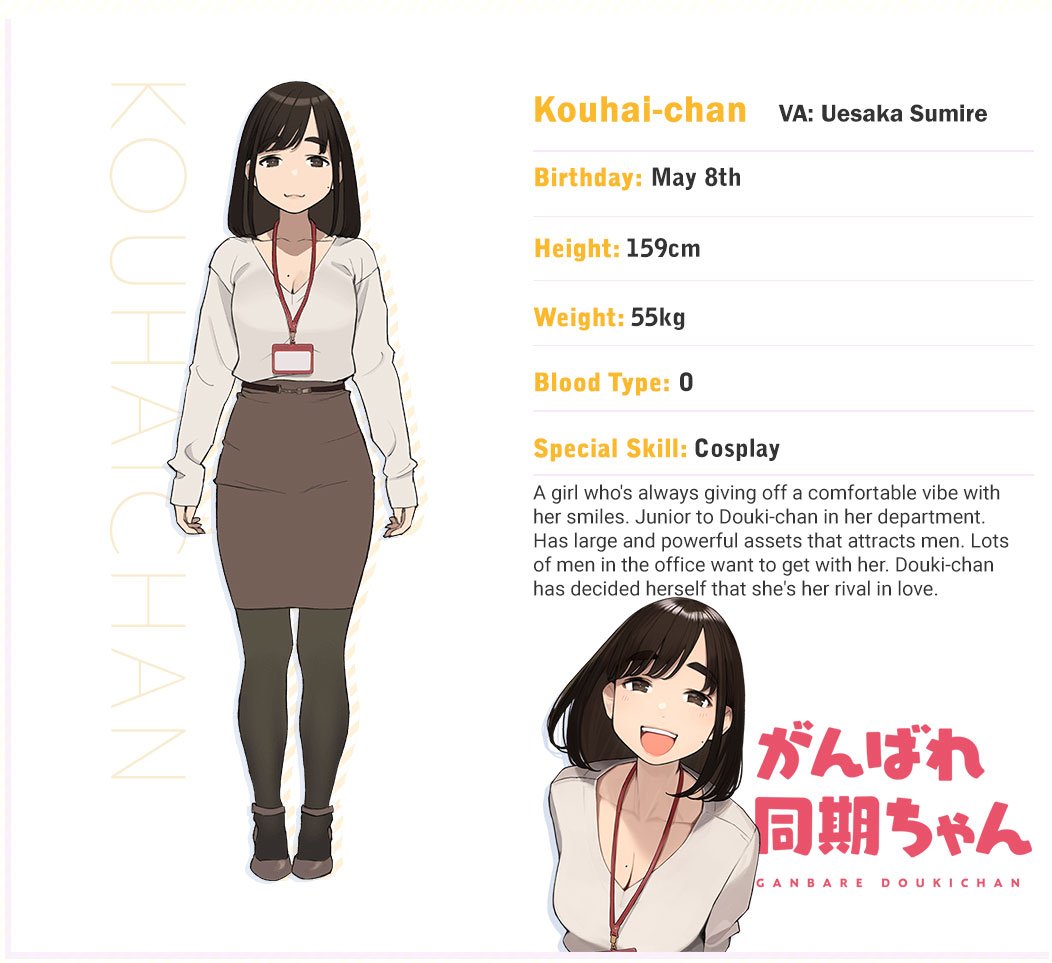 KOUHAICHAN
Kouhai-chan VA: Uesaka Sumire
Birthday: May 8th
Height: 159cm
Weight: 55kg
Blood Type: O
Special Skill: Cosplay
A girl who's always giving off a comfortable vibe with
her smiles. Junior to Douki-chan in her department.
Has large and powerful assets that attracts men. Lots
of men in the office want to get with her. Douki-chan
has decided herself that she's her rival in love.
がんばれ
同期ちゃん
GANBARE DOUKICHAN